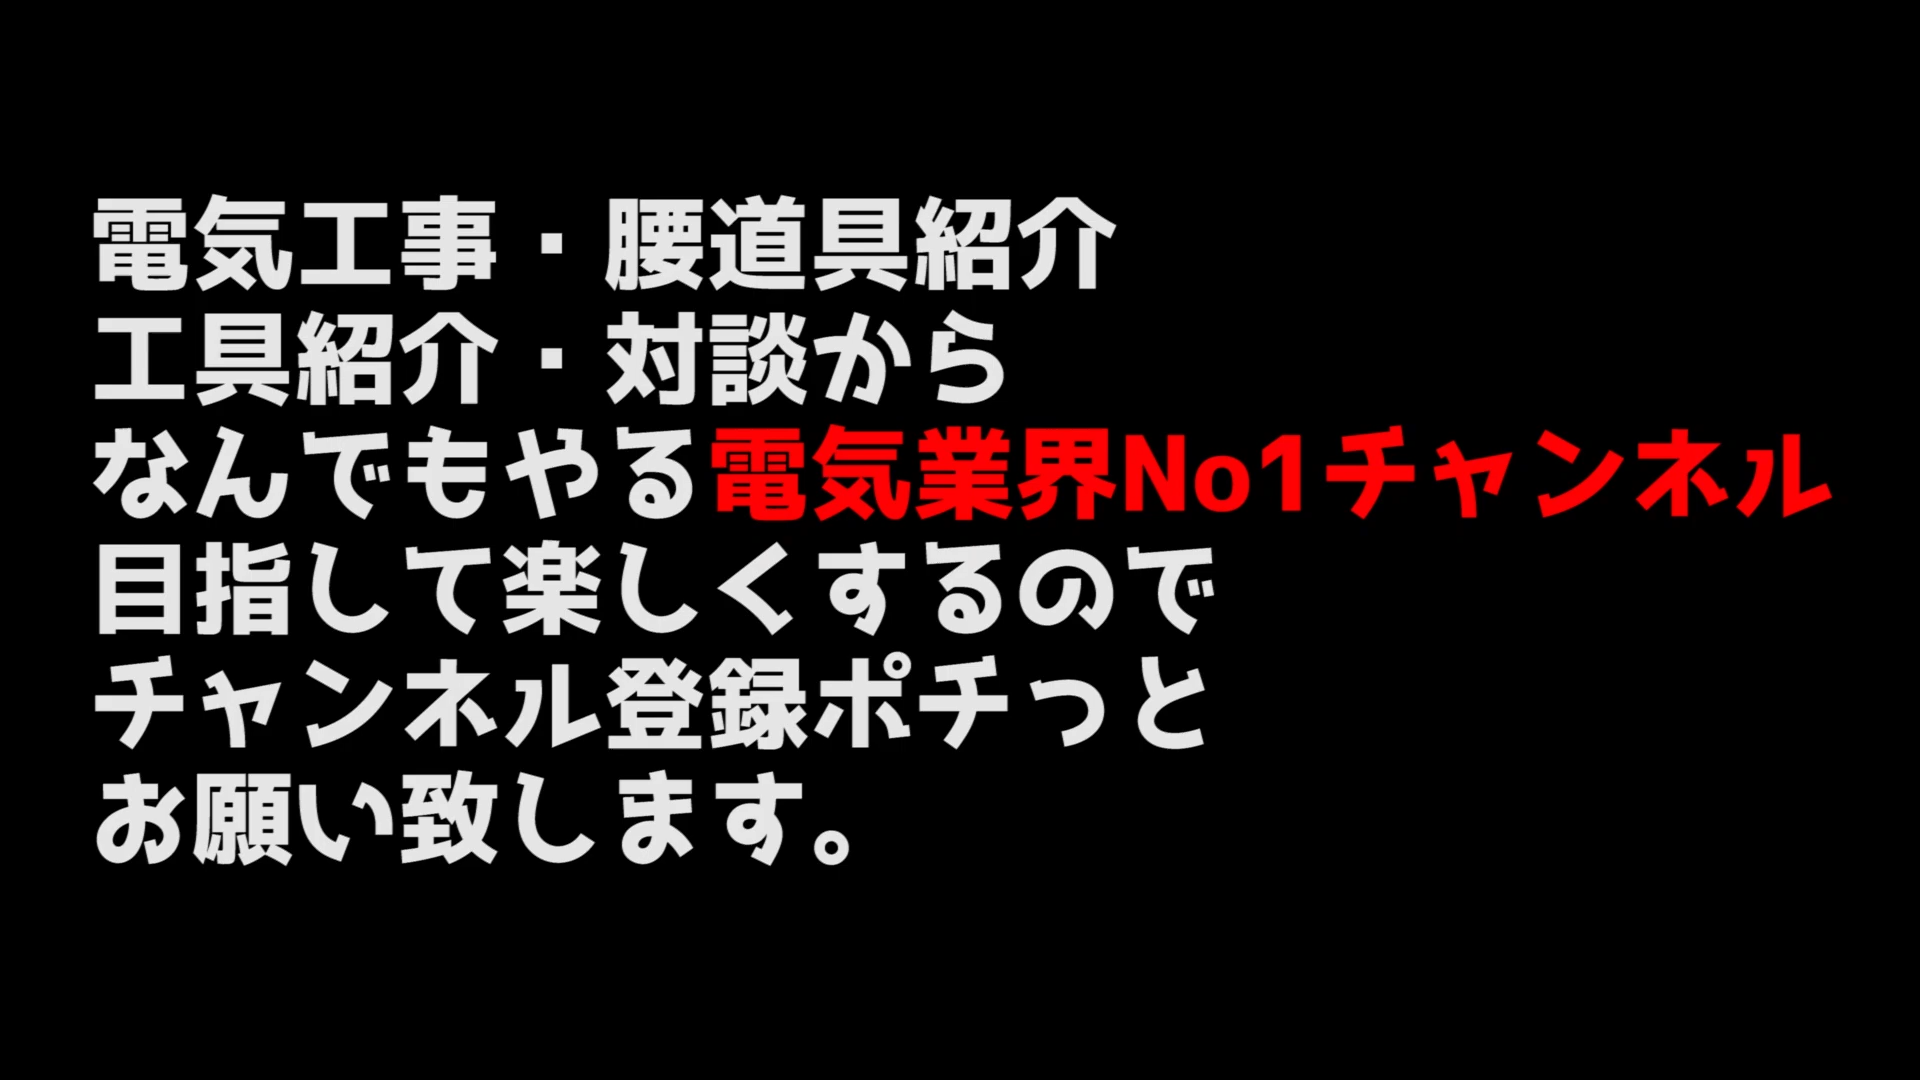 電気工事・腰道具紹介
工具紹介・対談から
なんでもやる電気業界No1チャンネル
目指して楽しくするので
チャンネル登録ポチっと
お願い致します。